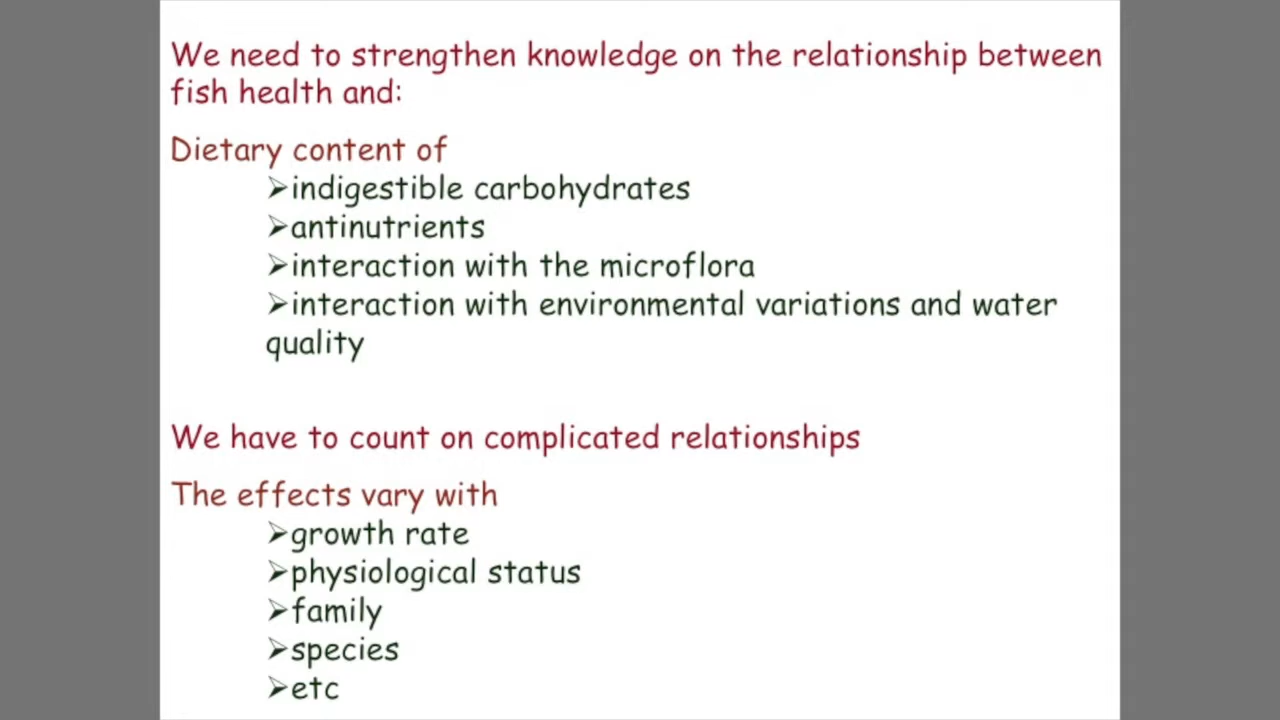 We need to strengthen knowledge on the relationship between
fish health and:
Dietary content of
➢indigestible carbohydrates
➢antinutrients
➢interaction with the microflora
➢interaction with environmental variations and water
quality
We have to count on complicated relationships
The effects vary with
➢growth rate
➢physiological status
➢family
➢species
➢etc